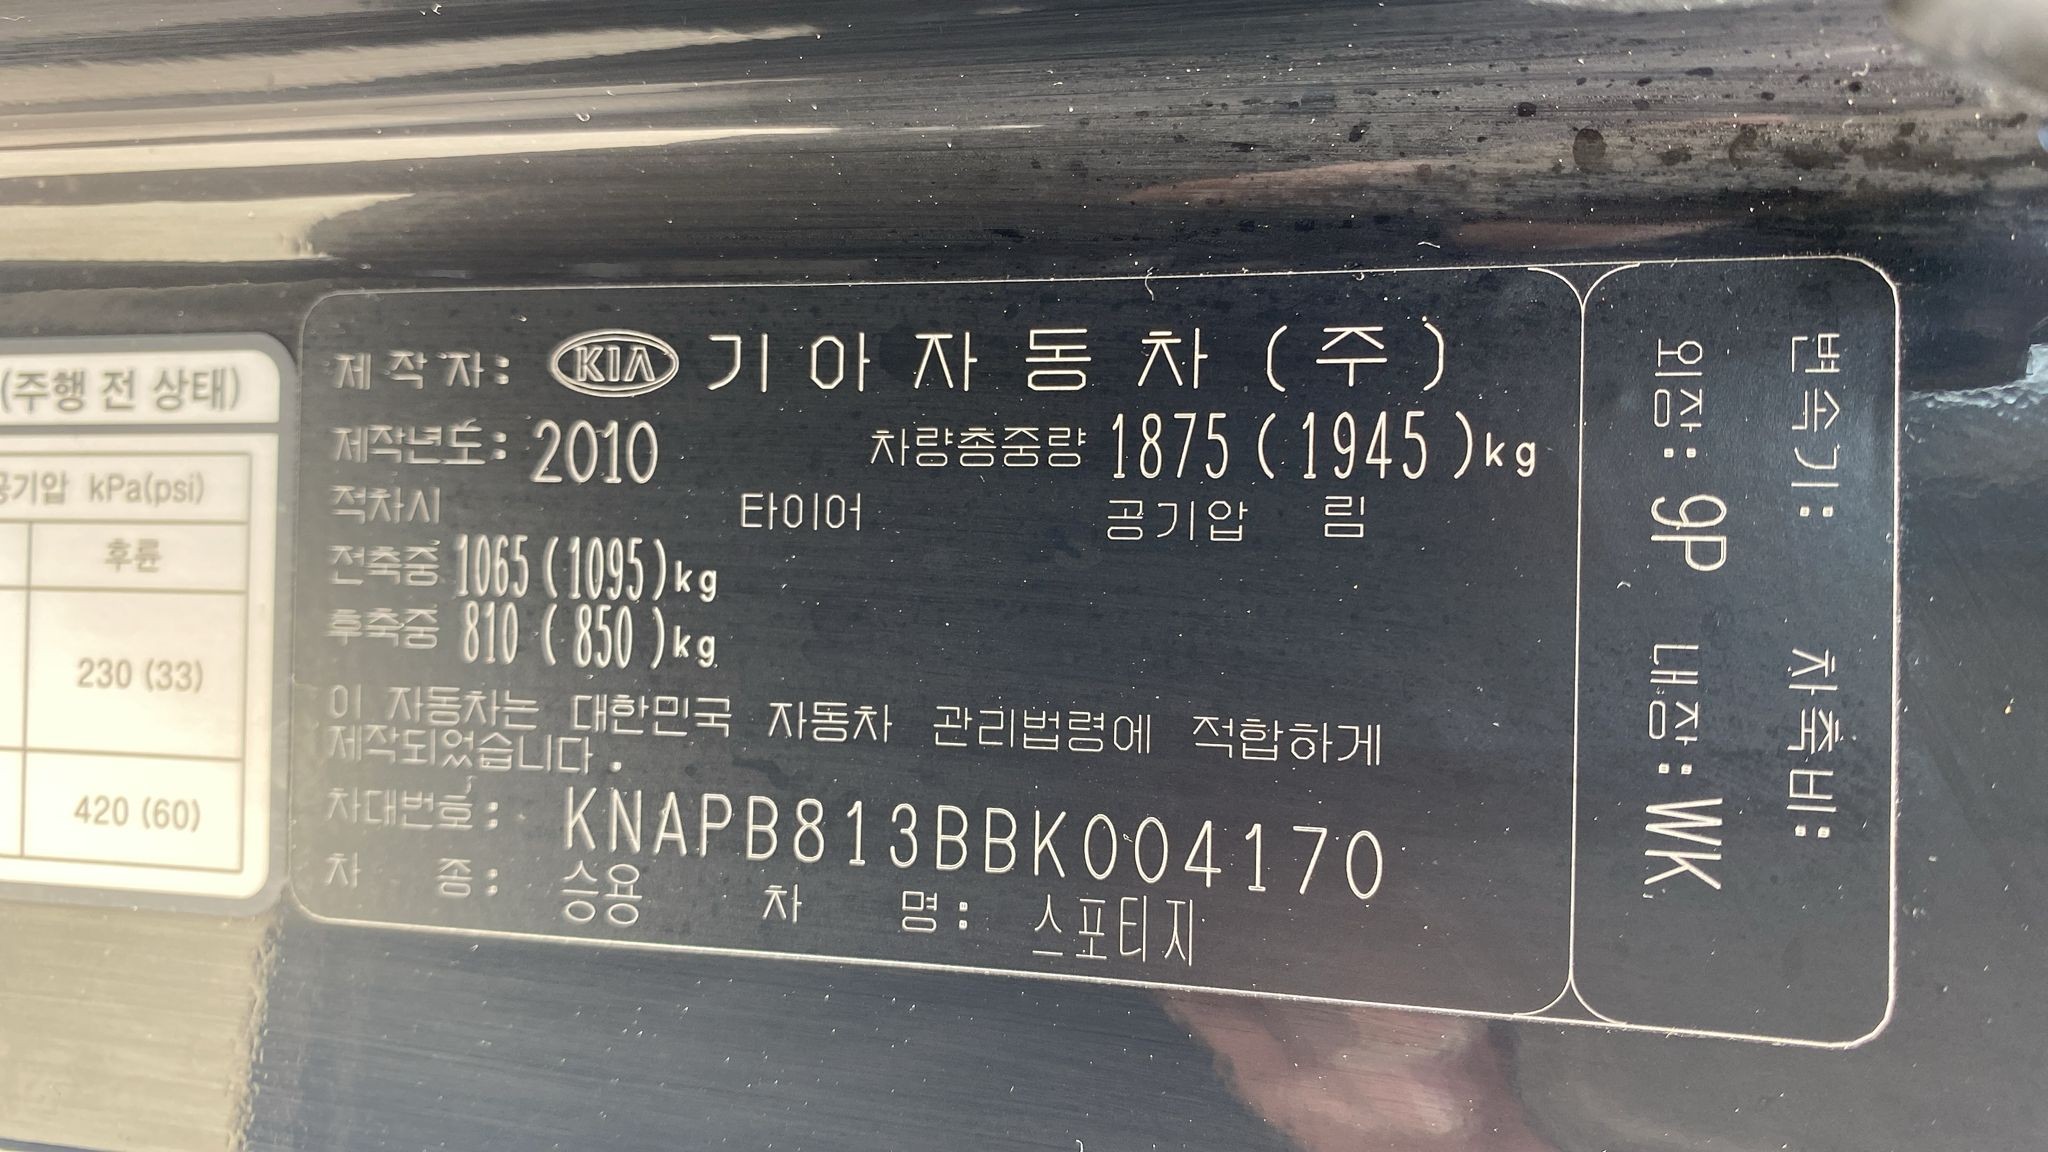 (주행 전 상태)
공기압 kPa(psi)
후륜
230 (33)
420 (60)
제 작 자: KIA 기아자동차(주)
제작년도: 2010 차량총중량 1875(1945)kg
적차시 타이어 공기압 림
전축중 1065(1095)kg
후축중 810 (850)kg
이 자동차는 대한민국 자동차 관리법령에 적합하게
제작되었습니다.
차대번호: KNAPB813BBK004170
차 종: 승용 차 명: 스포티지
변속기: 차축비:
외장: 9P 내장: WK